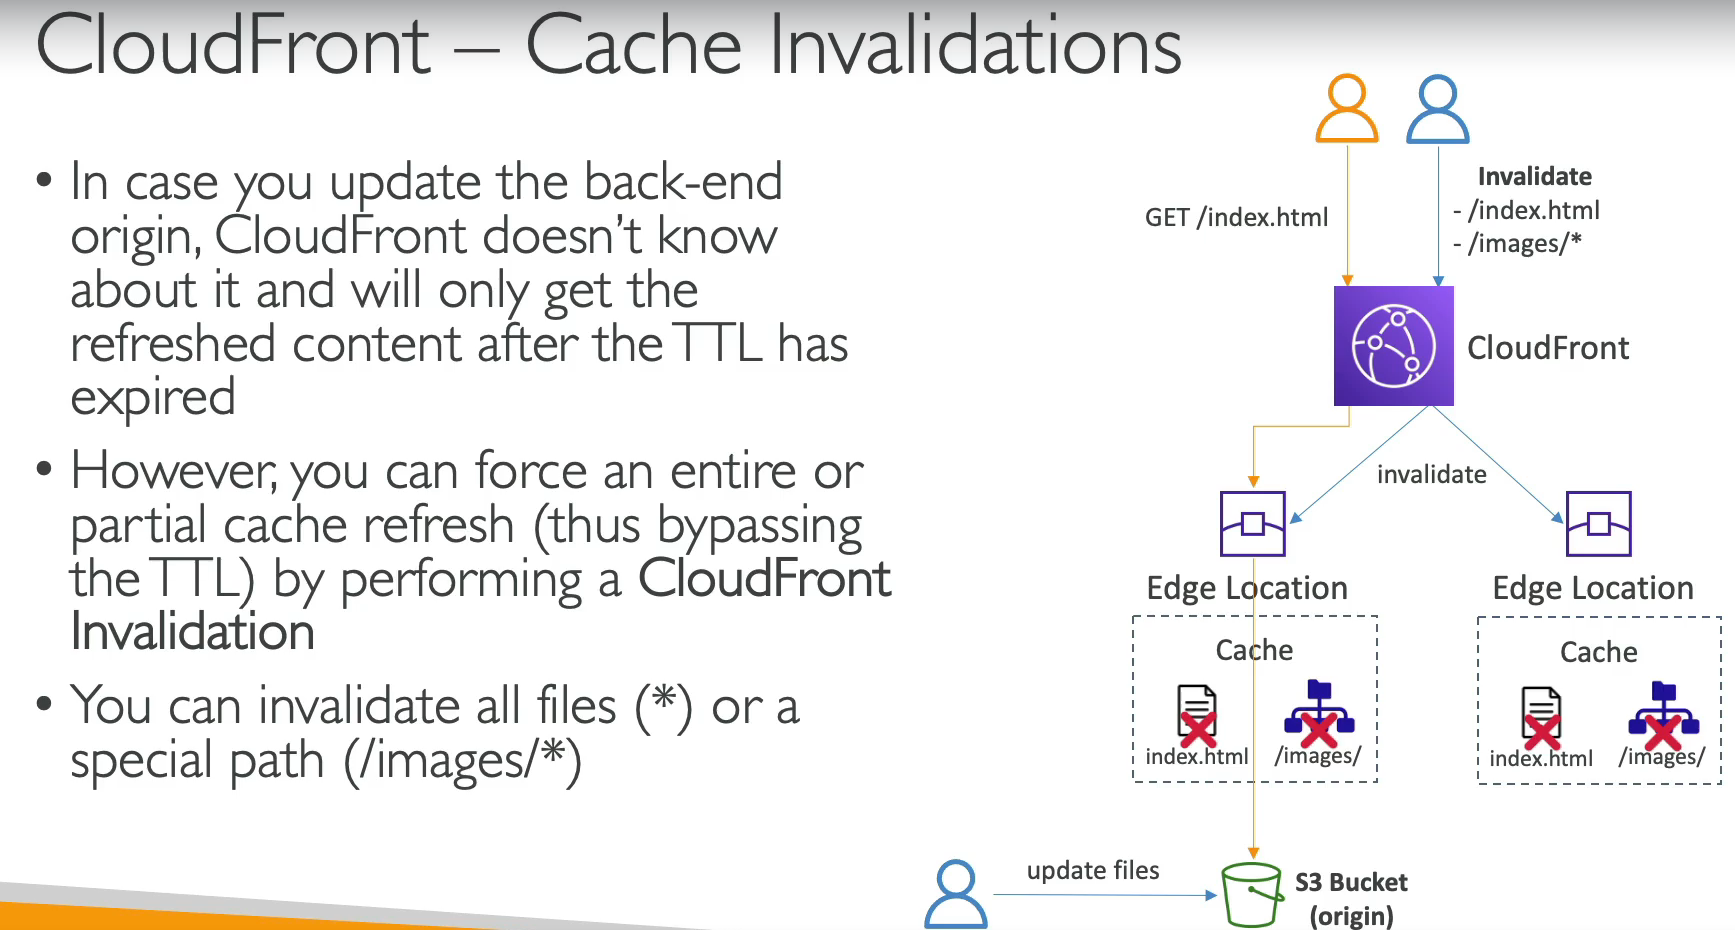 CloudFront – Cache Invalidations
• In case you update the back-end
origin, CloudFront doesn't know
about it and will only get the
refreshed content after the TTL has
expired
• However, you can force an entire or
partial cache refresh (thus bypassing
the TTL) by performing a CloudFront
Invalidation
• You can invalidate all files (*) or a
special path (/images/*)
GET /index.html
Invalidate
- /index.html
- /images/*
CloudFront
invalidate
Edge Location
Cache
index.html
/images/
Edge Location
Cache
index.html
/images/
update files
S3 Bucket
(origin)